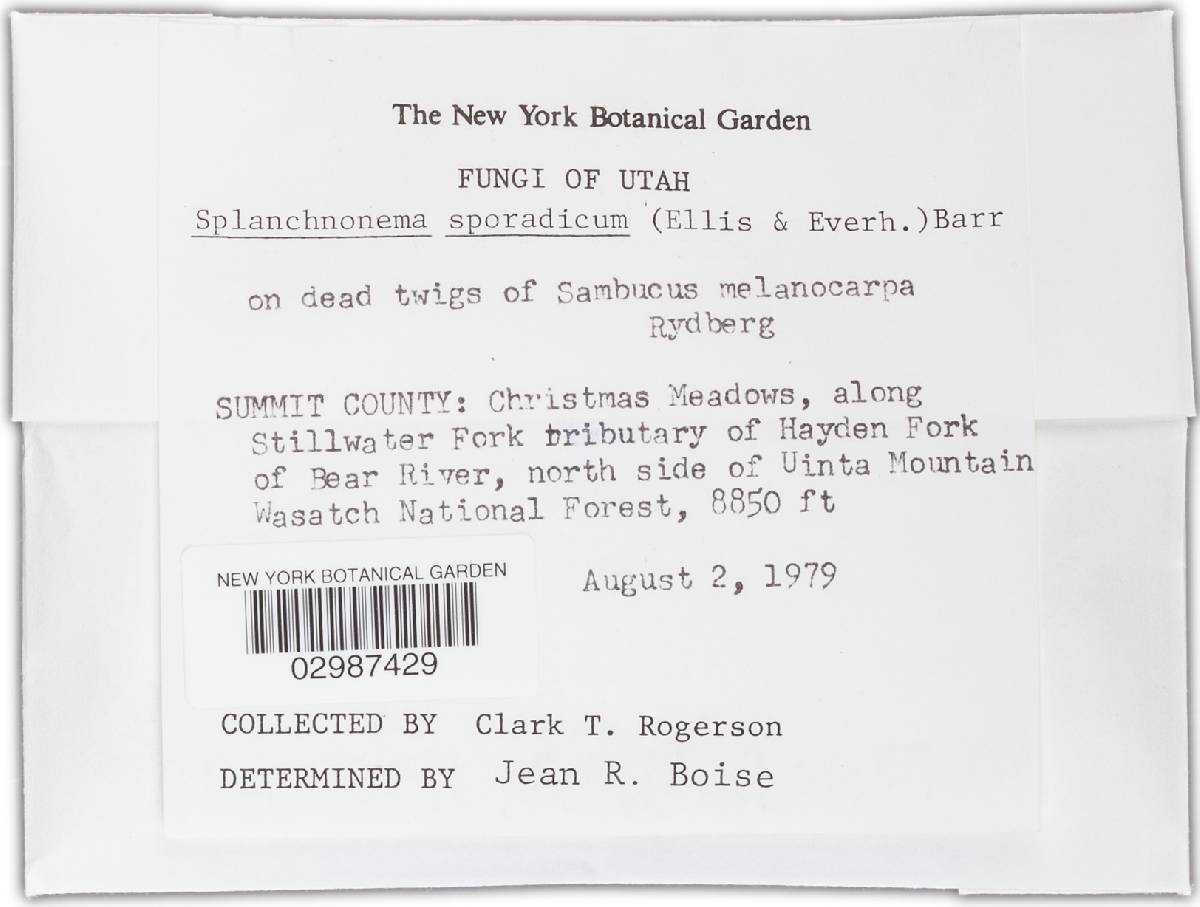 The New York Botanical Garden
FUNGI OF UTAH
Splanchnonema sporadicum (Ellis & Everh.)Barr
on dead twigs of Sambucus melanocarpa
Rydberg
SUMMIT COUNTY: Christmas Meadows, along
Stillwater Fork tributary of Hayden Fork
of Bear River, north side of Uinta Mountain
Wasatch National Forest, 8850 ft
August 2, 1979
NEW YORK BOTANICAL GARDEN
02987429
COLLECTED BY Clark T. Rogerson
DETERMINED BY Jean R. Boise